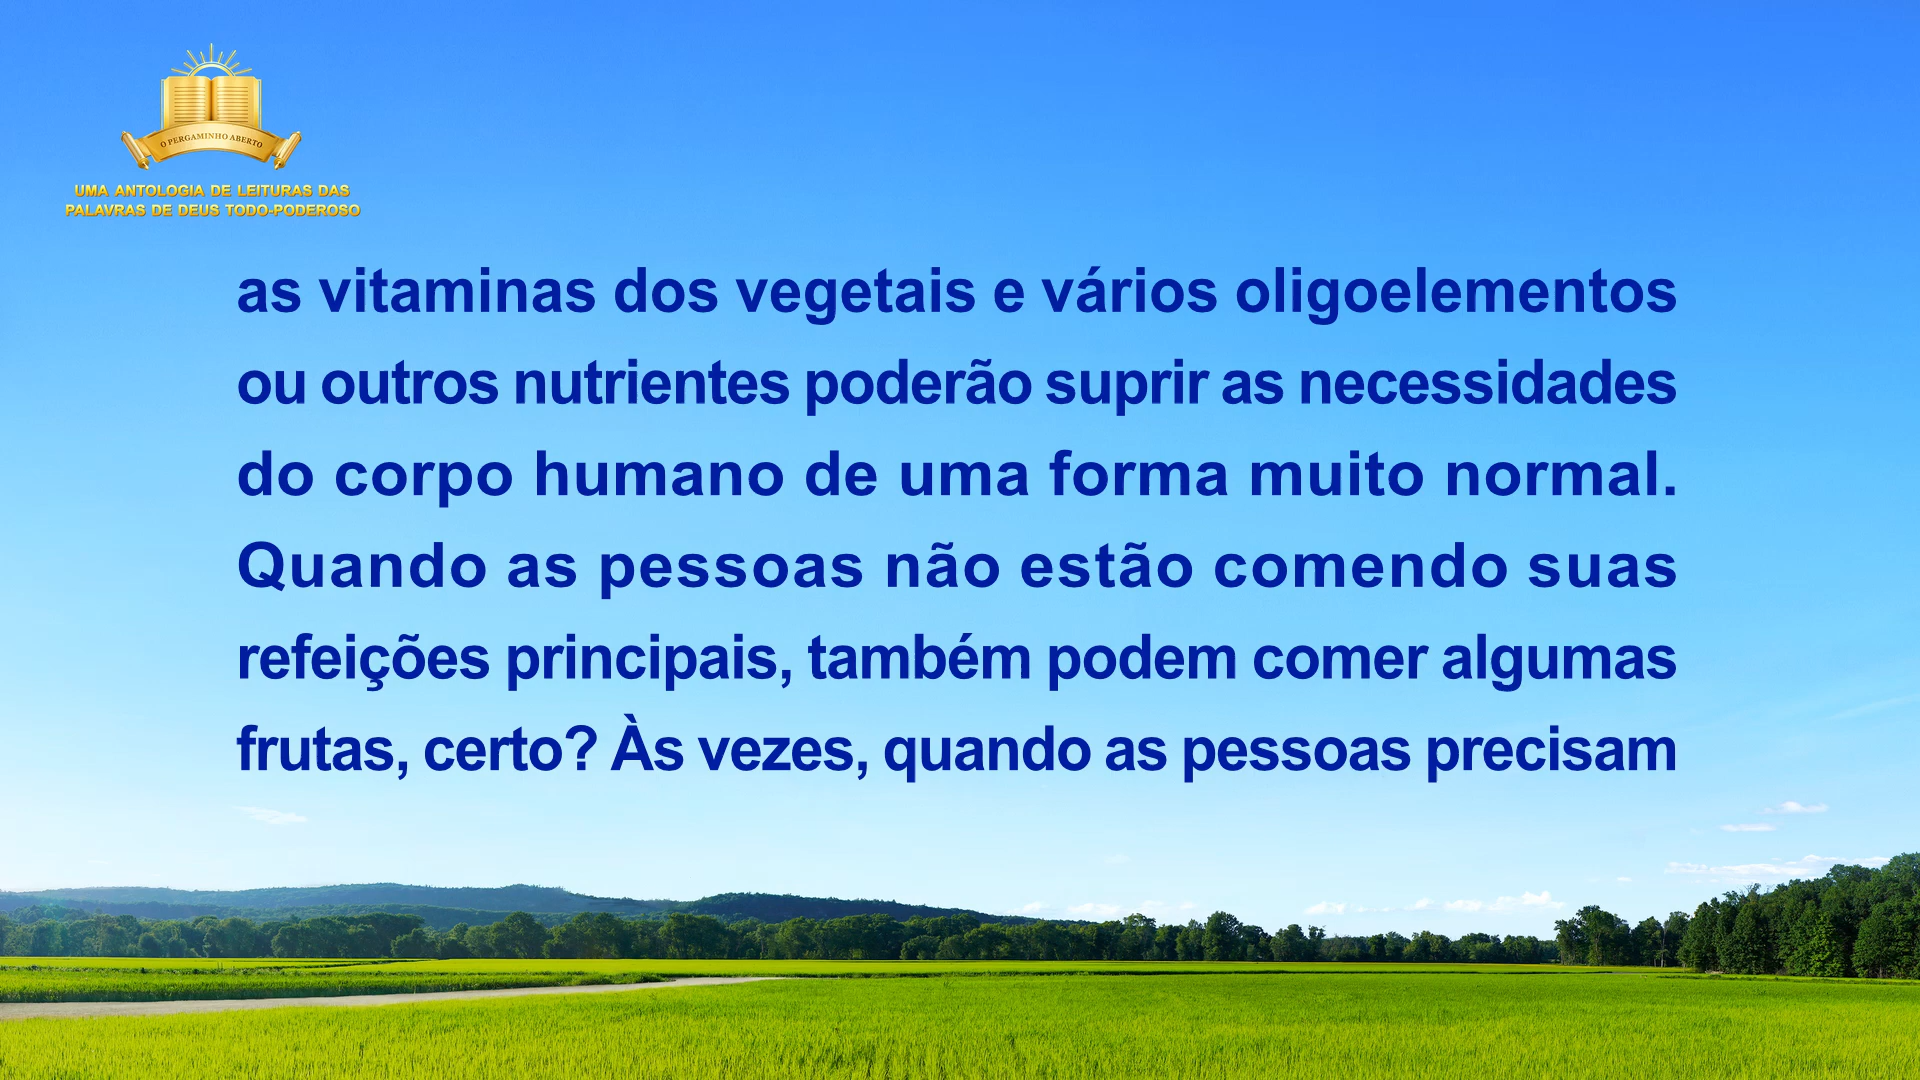 O PERGAMINHO ABERTO
UMA ANTOLOGIA DE LEITURAS DAS
PALAVRAS DE DEUS TODO-PODEROSO
as vitaminas dos vegetais e vários oligoelementos
ou outros nutrientes poderão suprir as necessidades
do corpo humano de uma forma muito normal.
Quando as pessoas não estão comendo suas
refeições principais, também podem comer algumas
frutas, certo? Às vezes, quando as pessoas precisam